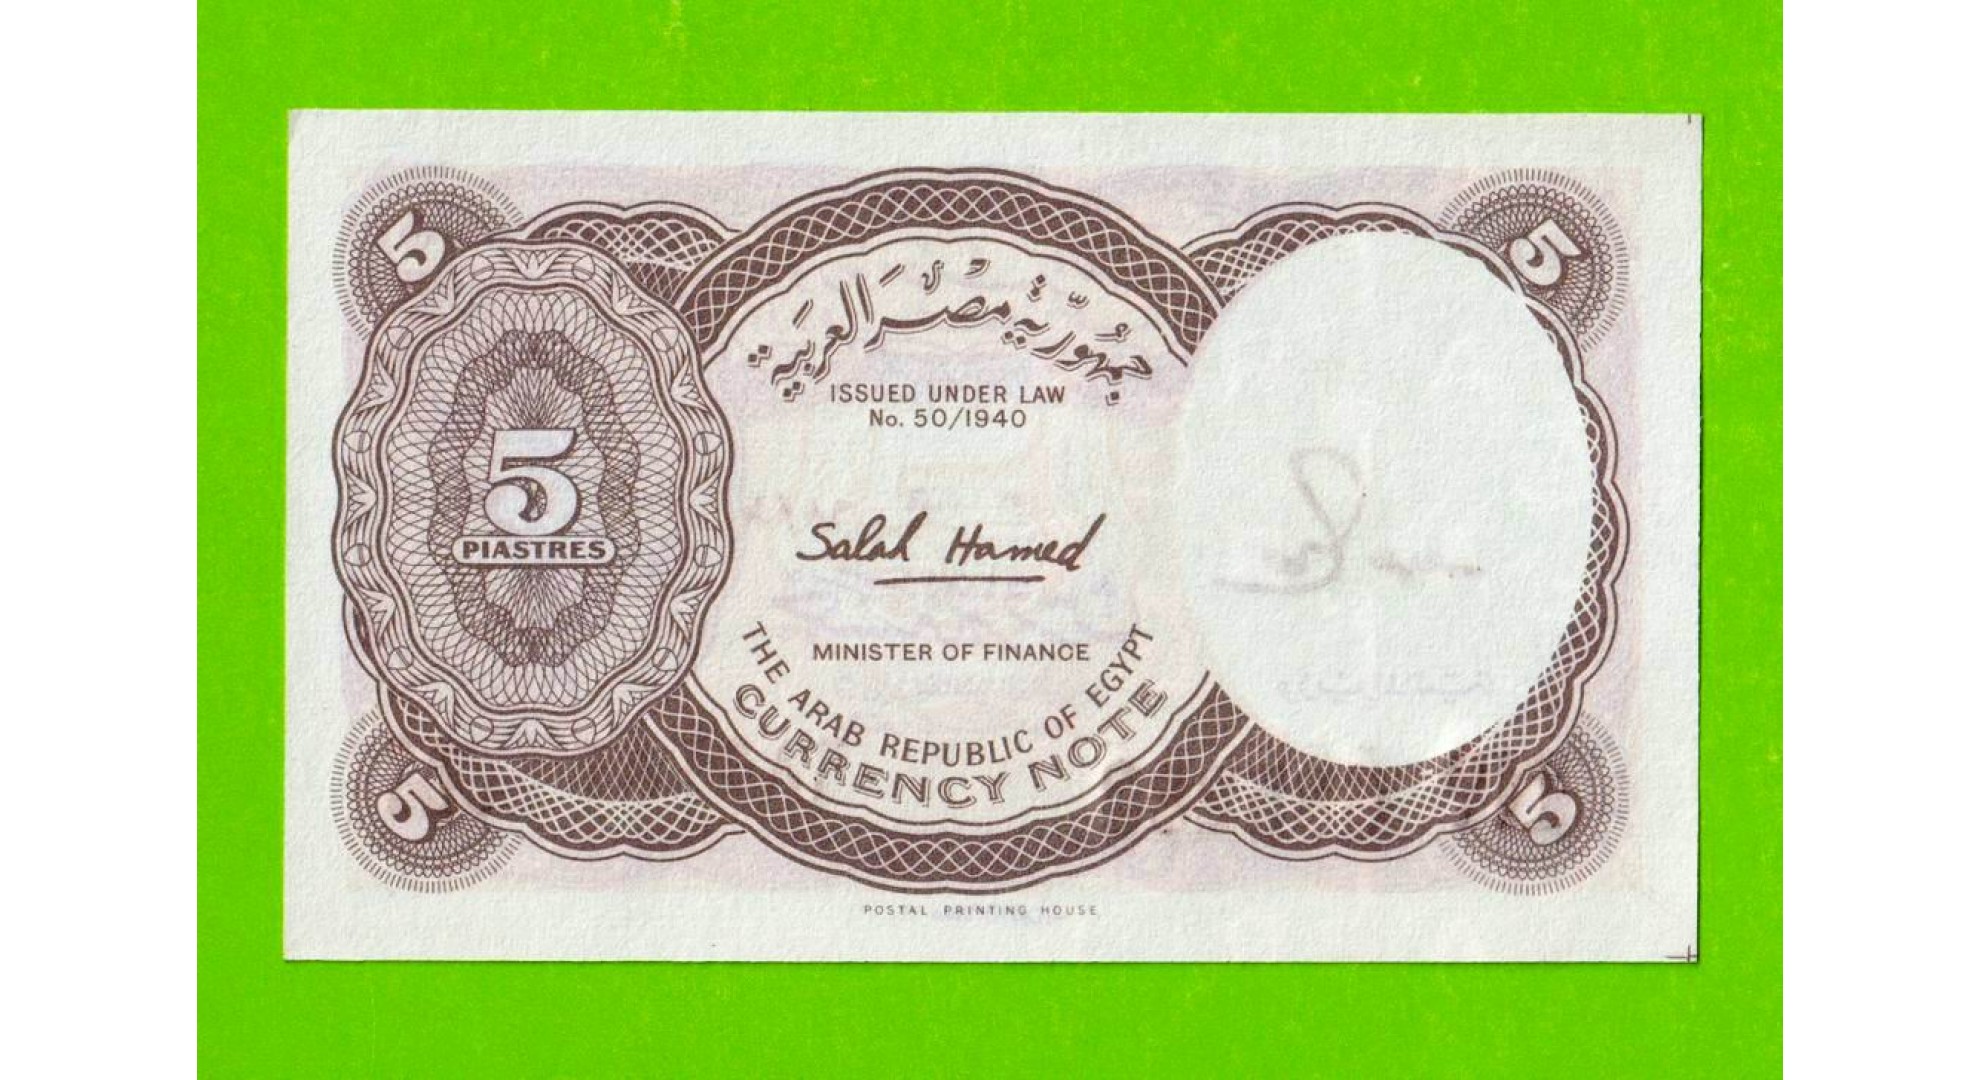 5
5
جمهورية مصر العربية
ISSUED UNDER LAW
No. 50/1940
5
PIASTRES
Salah Hamed
MINISTER OF FINANCE
THE ARAB REPUBLIC OF EGYPT
CURRENCY NOTE
5
5
POSTAL PRINTING HOUSE